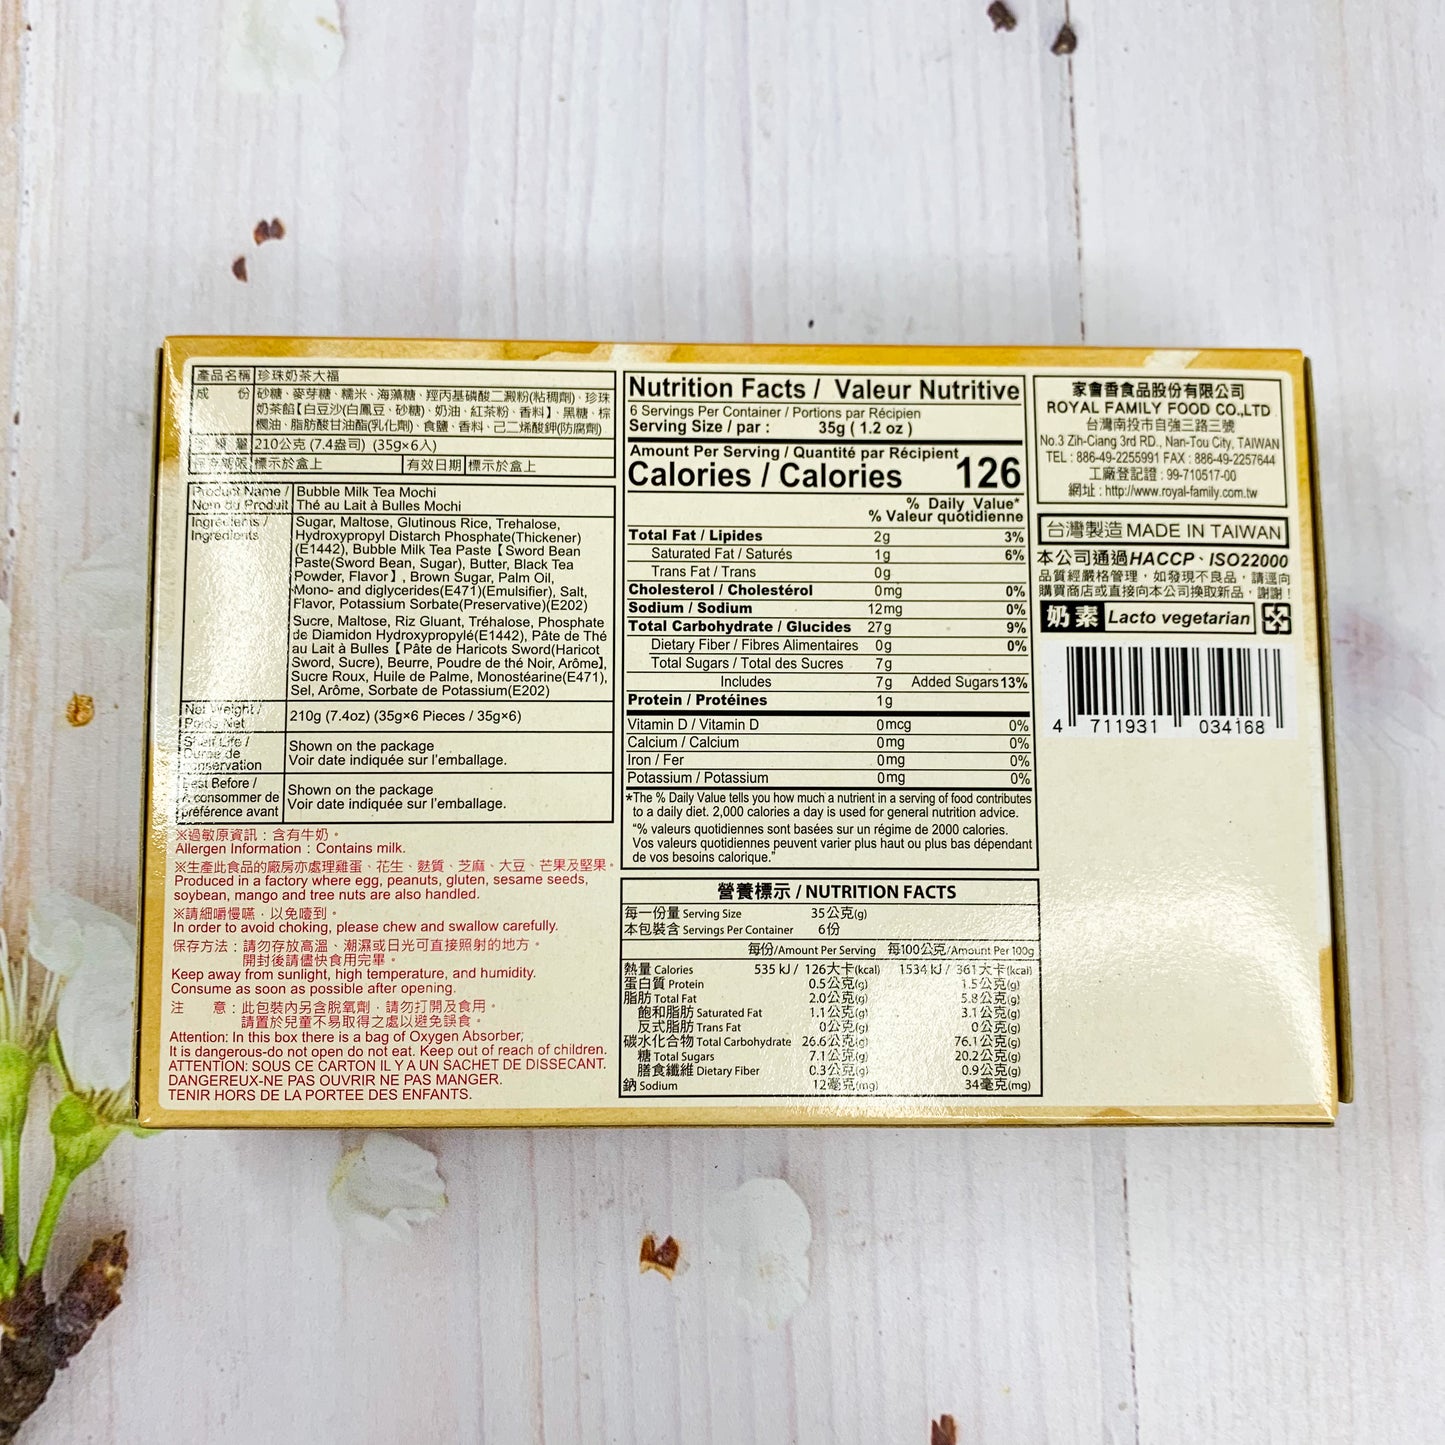 產品名稱 珍珠奶茶大福
成 份 砂糖、麥芽糖、糯米、海藻糖、羥丙基磷酸二澱粉(粘稠劑)、珍珠
奶茶餡【白豆沙(白鳳豆、砂糖)、奶油、紅茶粉、香料】、黑糖、棕
櫚油、脂肪酸甘油酯(乳化劑)、食鹽、香料、己二烯酸鉀(防腐劑)
量 210公克 (7.4盎司) (35g×6入)
保存期限 標示於盒上 有效日期 標示於盒上
Product Name / Bubble Milk Tea Mochi
Nom du Produit Thé au Lait à Bulles Mochi
Ingredients / Sugar, Maltose, Glutinous Rice, Trehalose,
Ingrédients Hydroxypropyl Distarch Phosphate(Thickener)
(E1442), Bubble Milk Tea Paste【Sword Bean
Paste(Sword Bean, Sugar), Butter, Black Tea
Powder, Flavor】, Brown Sugar, Palm Oil,
Mono- and diglycerides(E471)(Emulsifier), Salt,
Flavor, Potassium Sorbate(Preservative)(E202)
Sucre, Maltose, Riz Gluant, Tréhalose, Phosphate
de Diamidon Hydroxypropylé(E1442), Pâte de Thé
au Lait à Bulles【Pâte de Haricots Sword(Haricot
Sword, Sucre), Beurre, Poudre de thé Noir, Arôme】,
Sucre Roux, Huile de Palme, Monostéarine(E471),
Sel, Arôme, Sorbate de Potassium(E202)
Net Weight / 210g (7.4oz) (35g×6 Pieces / 35g×6)
Poids Net
Shelf Life / Shown on the package
Durée de Voir date indiquée sur l'emballage.
conservation
Best Before / Shown on the package
A consommer de Voir date indiquée sur l'emballage.
préférence avant
※過敏原資訊：含有牛奶。
Allergen Information : Contains milk.
※生產此食品的廠房亦處理雞蛋、花生、麩質、芝麻、大豆、芒果及堅果。
Produced in a factory where egg, peanuts, gluten, sesame seeds,
soybean, mango and tree nuts are also handled.
※請細嚼慢嚥，以免噎到。
In order to avoid choking, please chew and swallow carefully.
保存方法：請勿存放高溫、潮濕或日光可直接照射的地方。
開封後請儘快食用完畢。
Keep away from sunlight, high temperature, and humidity.
Consume as soon as possible after opening.
注 意：此包裝內另含脫氧劑，請勿打開及食用。
請置於兒童不易取得之處以避免誤食。
Attention: In this box there is a bag of Oxygen Absorber;
It is dangerous-do not open do not eat. Keep out of reach of children.
ATTENTION: SOUS CE CARTON IL Y A UN SACHET DE DISSECANT.
DANGEREUX-NE PAS OUVRIR NE PAS MANGER.
TENIR HORS DE LA PORTEE DES ENFANTS.
Nutrition Facts / Valeur Nutritive
6 Servings Per Container / Portions par Récipien
Serving Size / par : 35g ( 1.2 oz )
Amount Per Serving / Quantité par Récipient
Calories / Calories 126
% Daily Value*
% Valeur quotidienne
Total Fat / Lipides 2g 3%
Saturated Fat / Saturés 1g 6%
Trans Fat / Trans 0g
Cholesterol / Cholestérol 0mg 0%
Sodium / Sodium 12mg 0%
Total Carbohydrate / Glucides 27g 9%
Dietary Fiber / Fibres Alimentaires 0g 0%
Total Sugars / Total des Sucres 7g
Includes 7g Added Sugars 13%
Protein / Protéines 1g
Vitamin D / Vitamin D 0mcg 0%
Calcium / Calcium 0mg 0%
Iron / Fer 0mg 0%
Potassium / Potassium 0mg 0%
*The % Daily Value tells you how much a nutrient in a serving of food contributes
to a daily diet. 2,000 calories a day is used for general nutrition advice.
"% valeurs quotidiennes sont basées sur un régime de 2000 calories.
Vos valeurs quotidiennes peuvent varier plus haut ou plus bas dépendant
de vos besoins calorique."
營養標示 / NUTRITION FACTS
每一份量 Serving Size 35公克(g)
本包裝含 Servings Per Container 6份
每份/Amount Per Serving 每100公克/Amount Per 100g
熱量 Calories 535 kJ / 126大卡(kcal) 1534 kJ / 361大卡(kcal)
蛋白質 Protein 0.5公克(g) 1.5公克(g)
脂肪 Total Fat 2.0公克(g) 5.8公克(g)
飽和脂肪 Saturated Fat 1.1公克(g) 3.1公克(g)
反式脂肪 Trans Fat 0公克(g) 0公克(g)
碳水化合物 Total Carbohydrate 26.6公克(g) 76.1公克(g)
糖 Total Sugars 7.1公克(g) 20.2公克(g)
膳食纖維 Dietary Fiber 0.3公克(g) 0.9公克(g)
鈉 Sodium 12毫克(mg) 34毫克(mg)
家會香食品股份有限公司
ROYAL FAMILY FOOD CO.,LTD
台灣南投市自強三路三號
No.3 Zih-Ciang 3rd RD., Nan-Tou City, TAIWAN
TEL : 886-49-2255991 FAX : 886-49-2257644
工廠登記證 : 99-710517-00
網址 : http://www.royal-family.com.tw
台灣製造 MADE IN TAIWAN
本公司通過HACCP、ISO22000
品質經嚴格管理，如發現不良品，請逕向
購買商店或直接向本公司換取新品，謝謝！
奶素 Lacto vegetarian
4 711931 034168